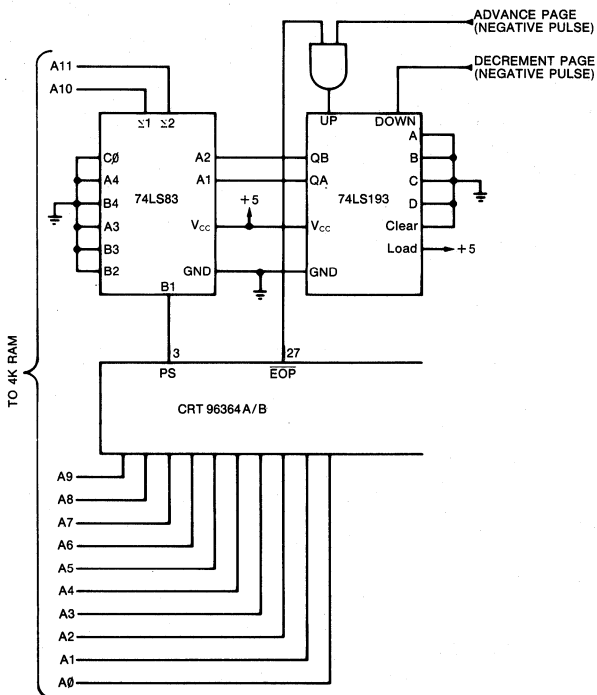 ADVANCE PAGE
(NEGATIVE PULSE)
DECREMENT PAGE
(NEGATIVE PULSE)
A11
A10
Σ1 Σ2
UP DOWN
CØ
A4
B4
A3
B3
B2
A2
A1
74LS83
VCC
GND
B1
+5
QB
QA
74LS193
VCC
GND
A
B
C
D
Clear
Load
+5
TO 4K RAM
3
PS
27
EOP
CRT 96364A/B
A9
A8
A7
A6
A5
A4
A3
A2
A1
AØ